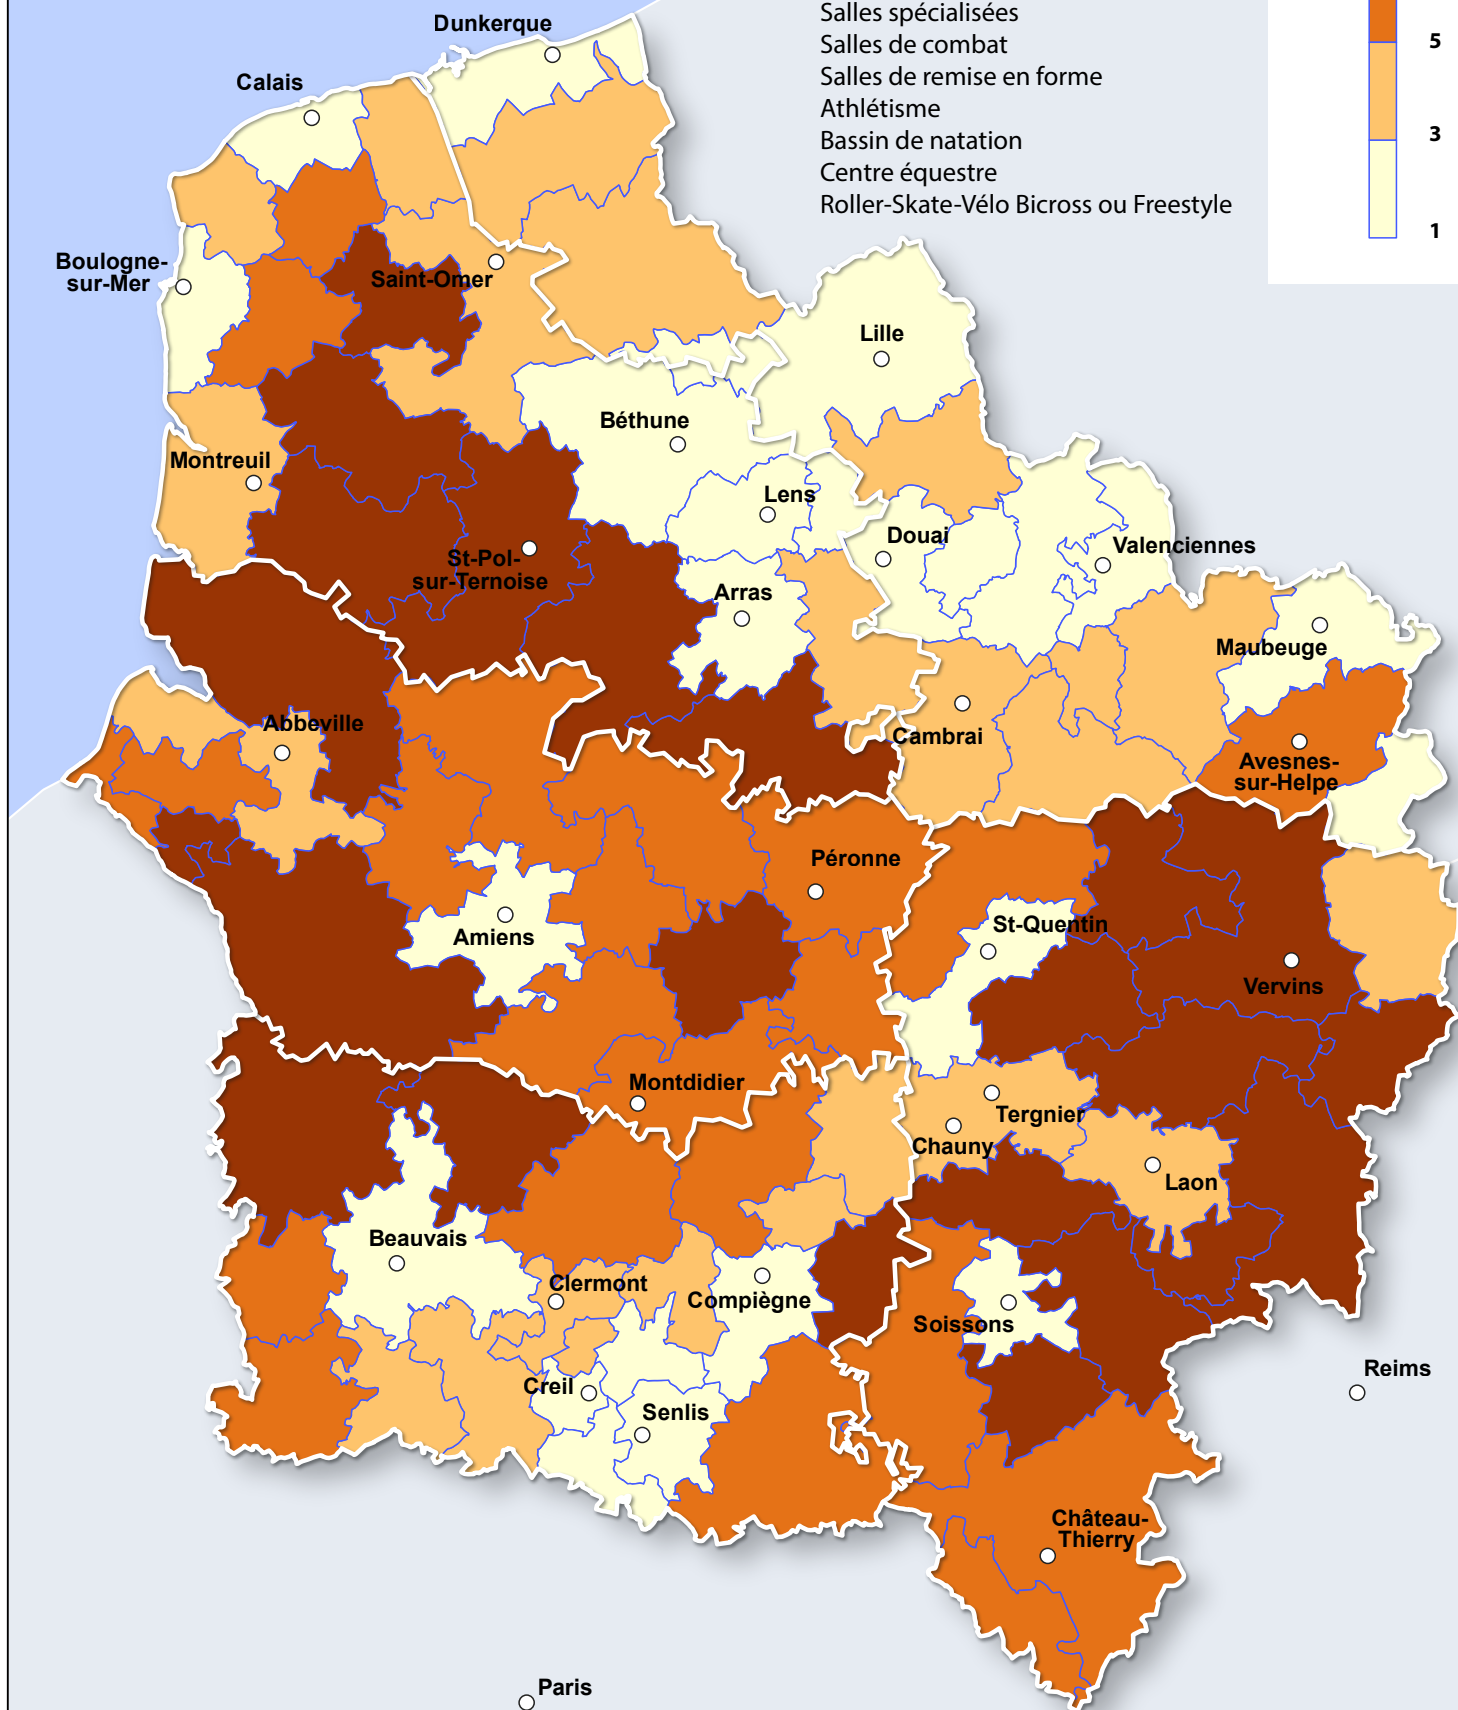 Salles spécialisées
Salles de combat
Salles de remise en forme
Athlétisme
Bassin de natation
Centre équestre
Roller-Skate-Vélo Bicross ou Freestyle
5
3
1
Dunkerque
Calais
Boulogne-
sur-Mer
Saint-Omer
Lille
Béthune
Montreuil
Lens
Douai
Valenciennes
St-Pol-
sur-Ternoise
Arras
Maubeuge
Abbeville
Cambrai
Avesnes-
sur-Helpe
Péronne
Amiens
St-Quentin
Vervins
Montdidier
Tergnier
Chauny
Laon
Beauvais
Clermont
Compiègne
Soissons
Creil
Senlis
Reims
Château-
Thierry
Paris